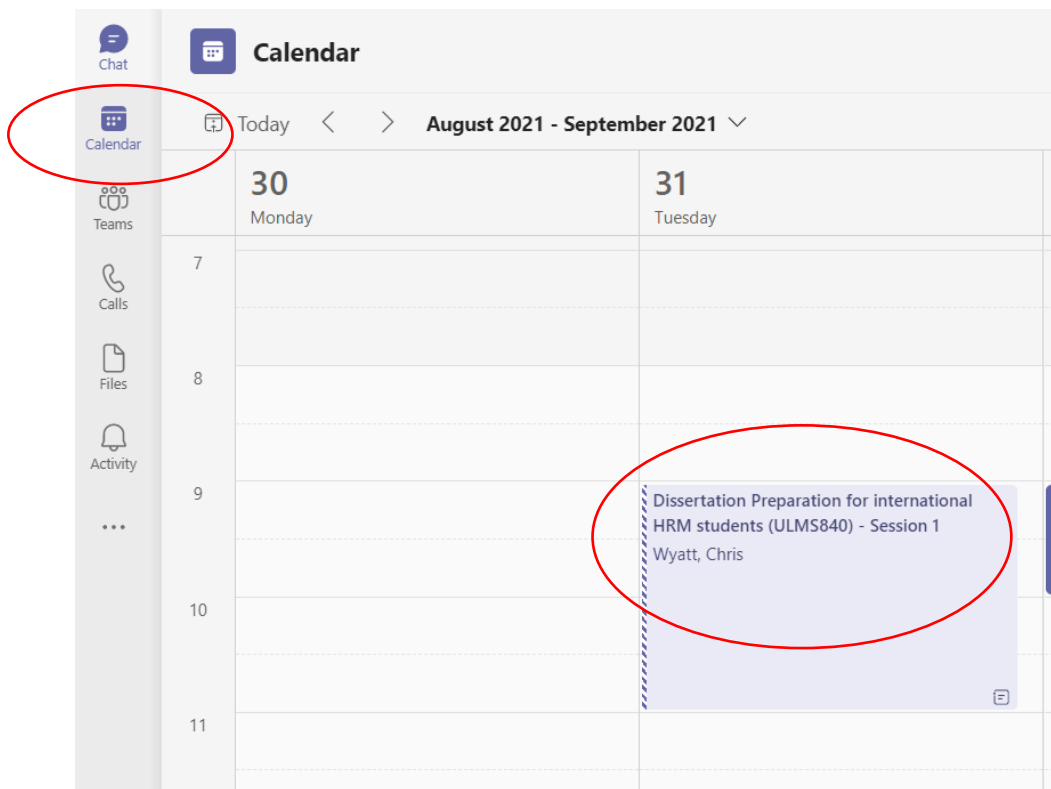 Chat
Calendar
Calendar
Today
August 2021 - September 2021
Teams
30
Monday
31
Tuesday
7
Calls
Files
8
Activity
9
Dissertation Preparation for international
HRM students (ULMS840) - Session 1
Wyatt, Chris
10
11